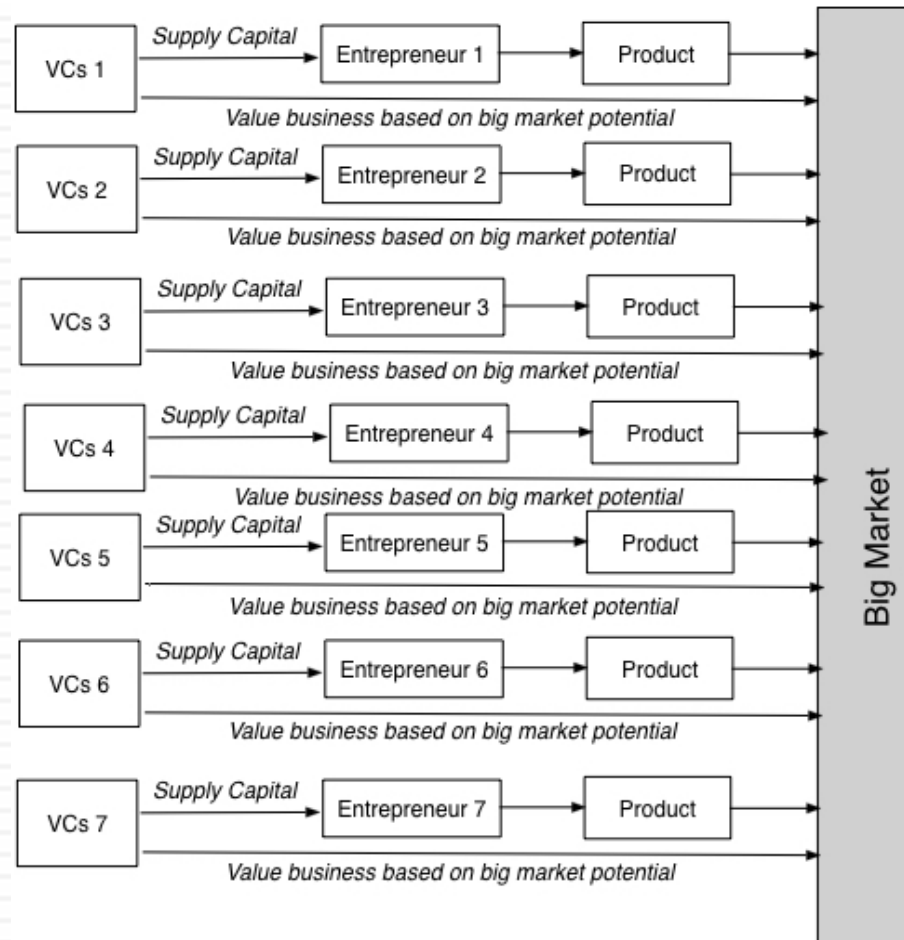 Supply Capital
VCs 1
Entrepreneur 1
Product
Value business based on big market potential
Supply Capital
VCs 2
Entrepreneur 2
Product
Value business based on big market potential
Supply Capital
VCs 3
Entrepreneur 3
Product
Value business based on big market potential
Supply Capital
VCs 4
Entrepreneur 4
Product
Value business based on big market potential
Supply Capital
VCs 5
Entrepreneur 5
Product
Value business based on big market potential
Supply Capital
VCs 6
Entrepreneur 6
Product
Value business based on big market potential
Supply Capital
VCs 7
Entrepreneur 7
Product
Value business based on big market potential
Big Market